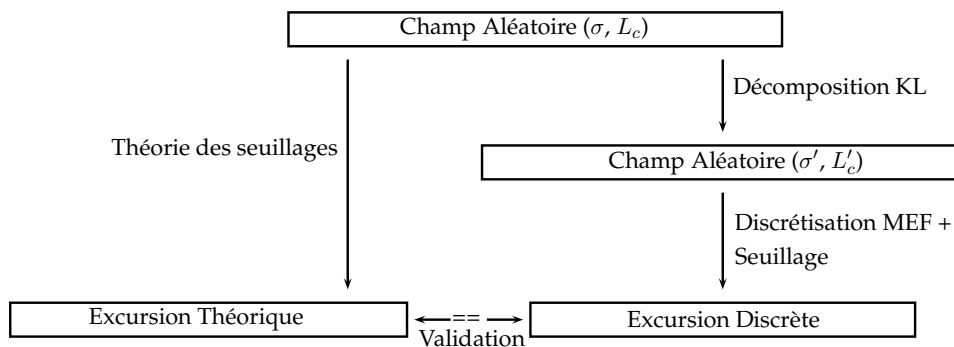 Champ Aléatoire (σ, L_c)
Décomposition KL
Théorie des seuillages
Champ Aléatoire (σ′, L′_c)
Discrétisation MEF +
Seuillage
Excursion Théorique
==
Validation
Excursion Discrète